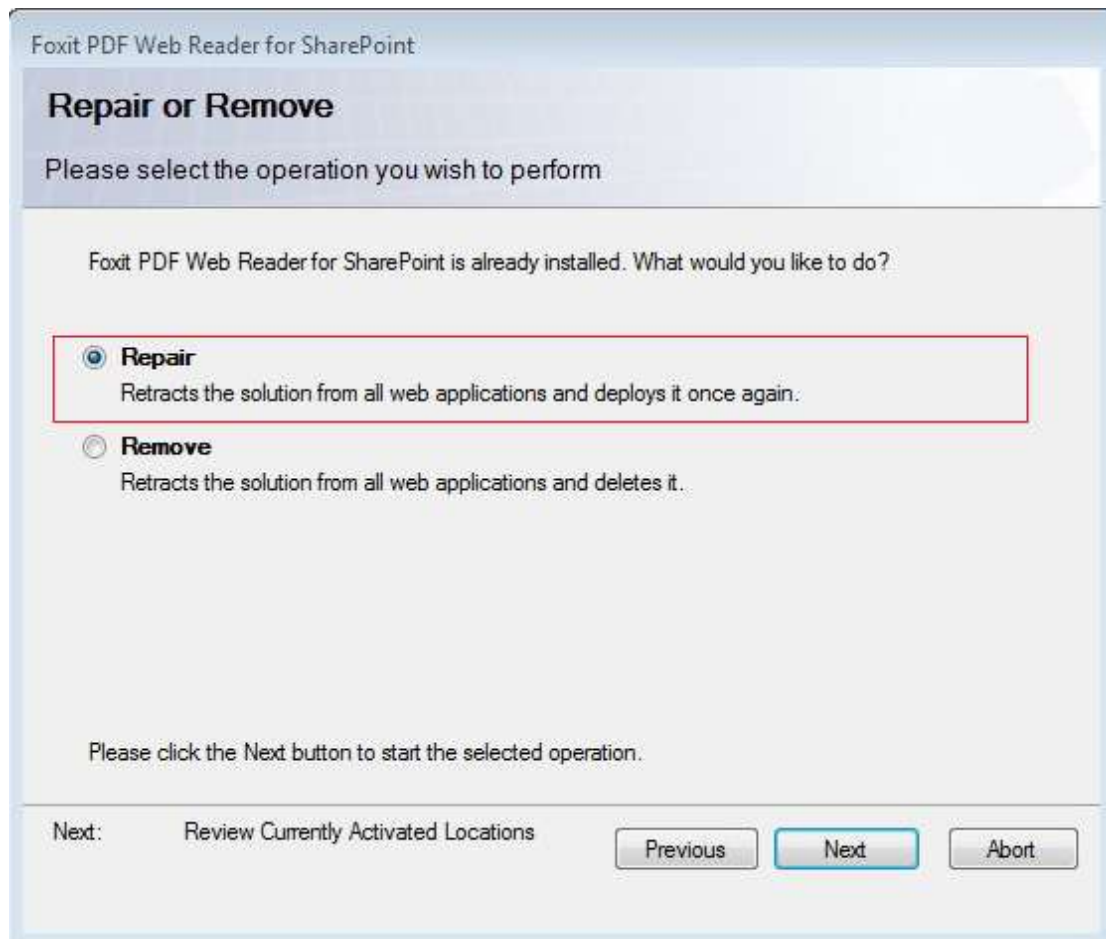 Foxit PDF Web Reader for SharePoint
Repair or Remove
Please select the operation you wish to perform
Foxit PDF Web Reader for SharePoint is already installed. What would you like to do?
Repair
Retracts the solution from all web applications and deploys it once again.
Remove
Retracts the solution from all web applications and deletes it.
Please click the Next button to start the selected operation.
Next: Review Currently Activated Locations
Previous Next Abort